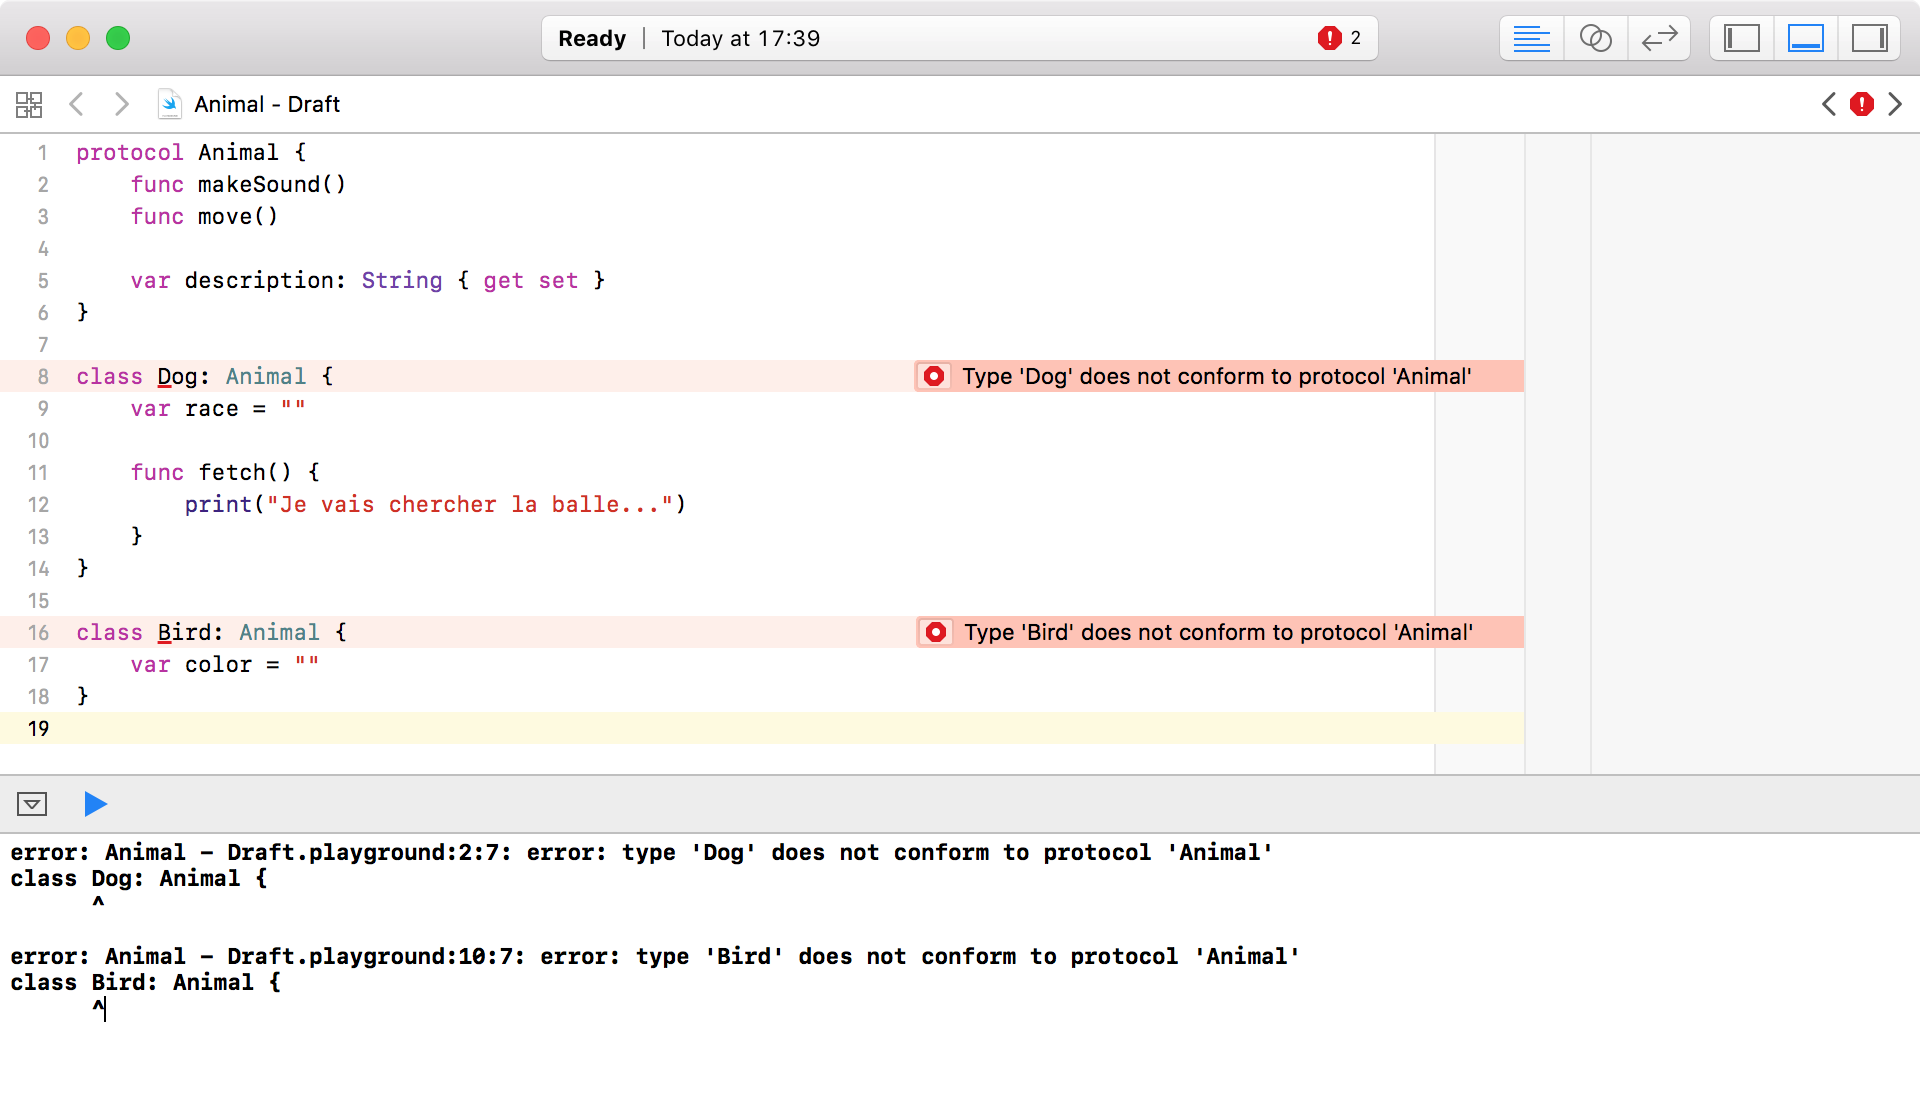 Ready | Today at 17:39
2
Animal - Draft
1 protocol Animal {
2     func makeSound()
3     func move()
4
5     var description: String { get set }
6 }
7
8 class Dog: Animal {
Type 'Dog' does not conform to protocol 'Animal'
9     var race = ""
10
11     func fetch() {
12         print("Je vais chercher la balle...")
13     }
14 }
15
16 class Bird: Animal {
Type 'Bird' does not conform to protocol 'Animal'
17     var color = ""
18 }
19
error: Animal - Draft.playground:2:7: error: type 'Dog' does not conform to protocol 'Animal'
class Dog: Animal {
      ^
error: Animal - Draft.playground:10:7: error: type 'Bird' does not conform to protocol 'Animal'
class Bird: Animal {
      ^